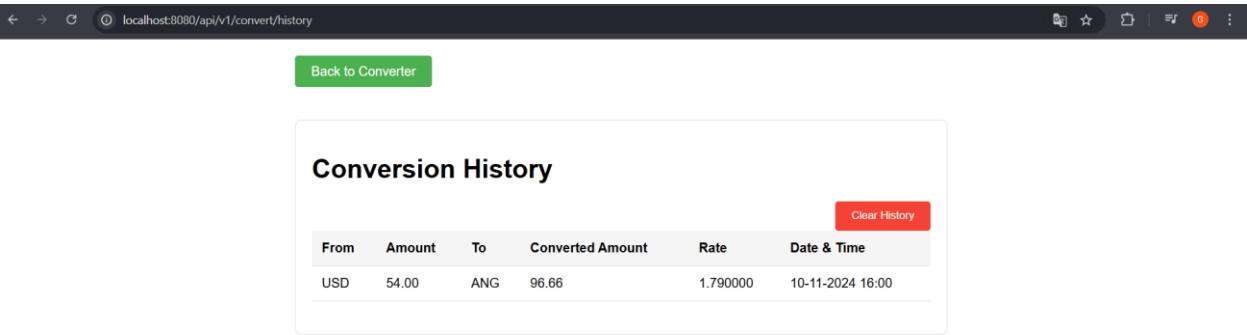 localhost:8080/api/v1/convert/history
G
Back to Converter
Conversion History
Clear History
From Amount To Converted Amount Rate Date & Time
USD 54.00 ANG 96.66 1.790000 10-11-2024 16:00